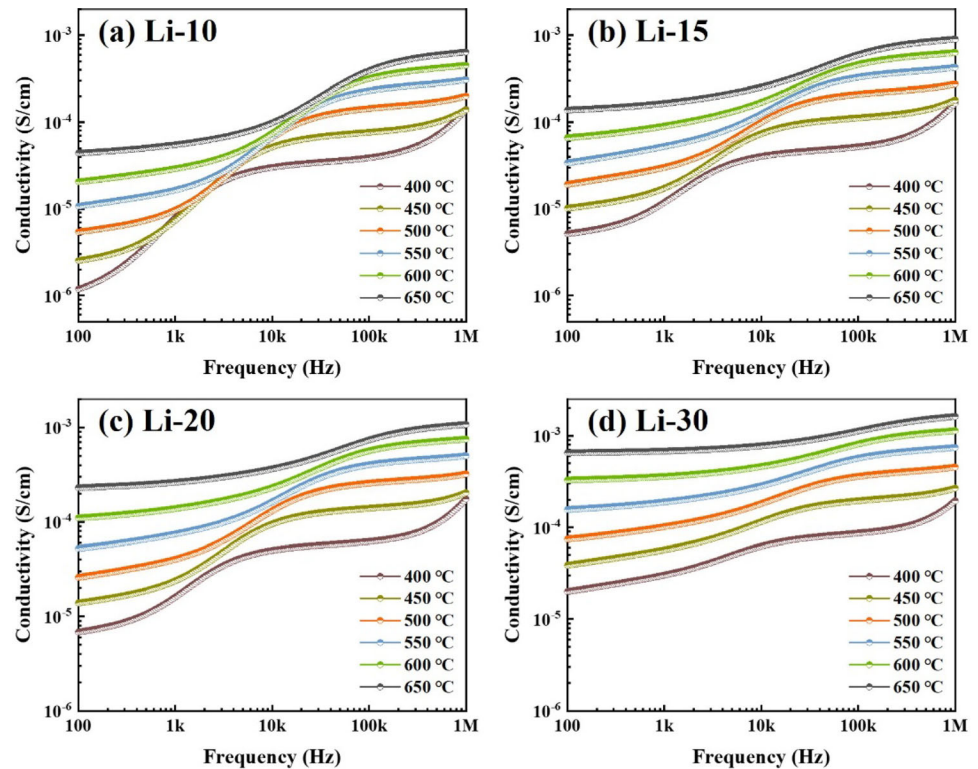 (a) Li-10
Conductivity (S/cm)
10⁻³
10⁻⁴
10⁻⁵
10⁻⁶
400 °C
450 °C
500 °C
550 °C
600 °C
650 °C
100 1k 10k 100k 1M
Frequency (Hz)
(b) Li-15
Conductivity (S/cm)
10⁻³
10⁻⁴
10⁻⁵
10⁻⁶
400 °C
450 °C
500 °C
550 °C
600 °C
650 °C
100 1k 10k 100k 1M
Frequency (Hz)
(c) Li-20
Conductivity (S/cm)
10⁻³
10⁻⁴
10⁻⁵
10⁻⁶
400 °C
450 °C
500 °C
550 °C
600 °C
650 °C
100 1k 10k 100k 1M
Frequency (Hz)
(d) Li-30
Conductivity (S/cm)
10⁻³
10⁻⁴
10⁻⁵
10⁻⁶
400 °C
450 °C
500 °C
550 °C
600 °C
650 °C
100 1k 10k 100k 1M
Frequency (Hz)